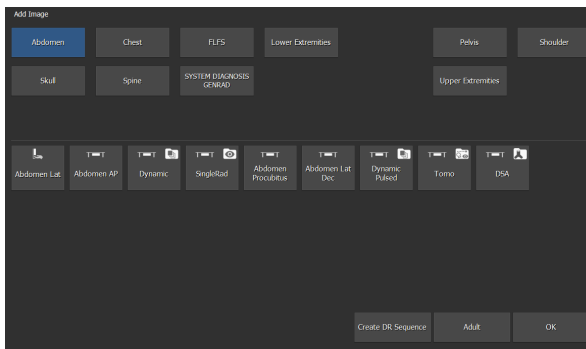 Add Image
Abdomen
Chest
FLFS
Lower Extremities
Pelvis
Shoulder
Skull
Spine
SYSTEM DIAGNOSIS
GENRAD
Upper Extremities
Abdomen Lat
Abdomen AP
Dynamic
SingleRad
Abdomen
Procubitus
Abdomen Lat
Dec
Dynamic
Pulsed
Tomo
DSA
Create DR Sequence
Adult
OK